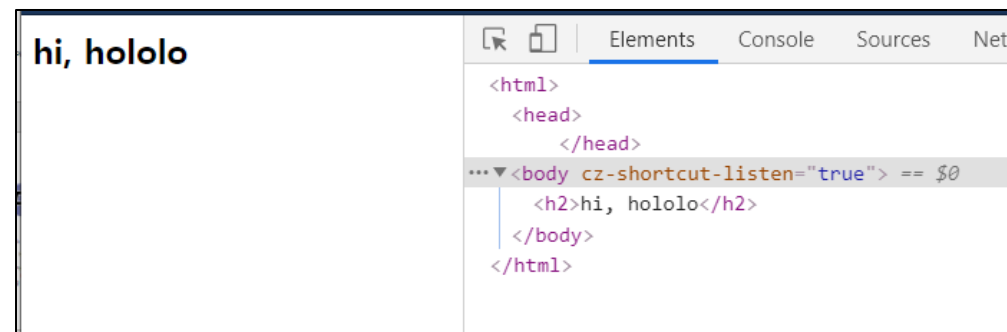 hi, hololo
Elements Console Sources Net
<html>
<head>
</head>
…▼<body cz-shortcut-listen="true"> == $0
<h2>hi, hololo</h2>
</body>
</html>